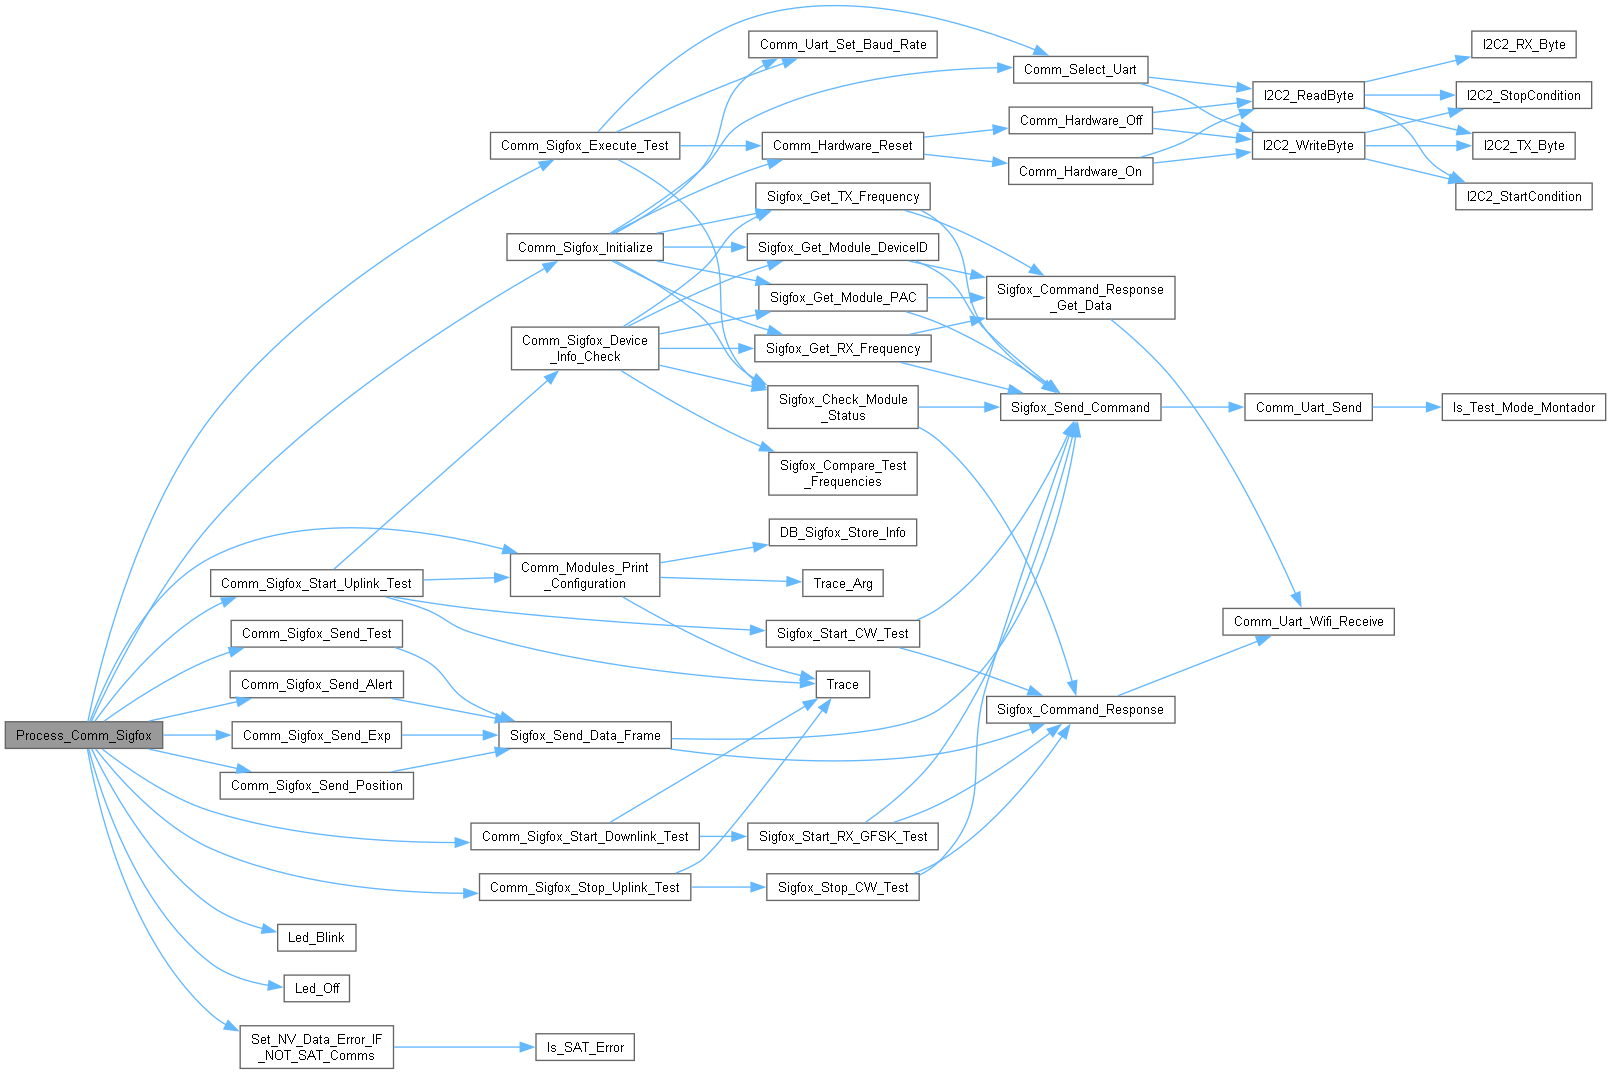 Process_Comm_Sigfox
Comm_Sigfox_Execute_Test
Comm_Uart_Set_Baud_Rate
Comm_Select_Uart
I2C2_ReadByte
I2C2_RX_Byte
I2C2_StopCondition
I2C2_TX_Byte
I2C2_StartCondition
I2C2_WriteByte
Comm_Hardware_Off
Comm_Hardware_On
Comm_Hardware_Reset
Comm_Sigfox_Initialize
Sigfox_Get_TX_Frequency
Sigfox_Get_Module_DeviceID
Sigfox_Get_Module_PAC
Sigfox_Get_RX_Frequency
Sigfox_Command_Response
_Get_Data
Comm_Sigfox_Device
_Info_Check
Sigfox_Check_Module
_Status
Sigfox_Send_Command
Comm_Uart_Send
Is_Test_Mode_Montador
Sigfox_Compare_Test
_Frequencies
DB_Sigfox_Store_Info
Comm_Modules_Print
_Configuration
Trace_Arg
Comm_Sigfox_Start_Uplink_Test
Sigfox_Start_CW_Test
Comm_Uart_Wifi_Receive
Comm_Sigfox_Send_Test
Comm_Sigfox_Send_Alert
Trace
Sigfox_Command_Response
Comm_Sigfox_Send_Exp
Sigfox_Send_Data_Frame
Comm_Sigfox_Send_Position
Comm_Sigfox_Start_Downlink_Test
Sigfox_Start_RX_GFSK_Test
Comm_Sigfox_Stop_Uplink_Test
Sigfox_Stop_CW_Test
Led_Blink
Led_Off
Set_NV_Data_Error_IF
_NOT_SAT_Comms
Is_SAT_Error